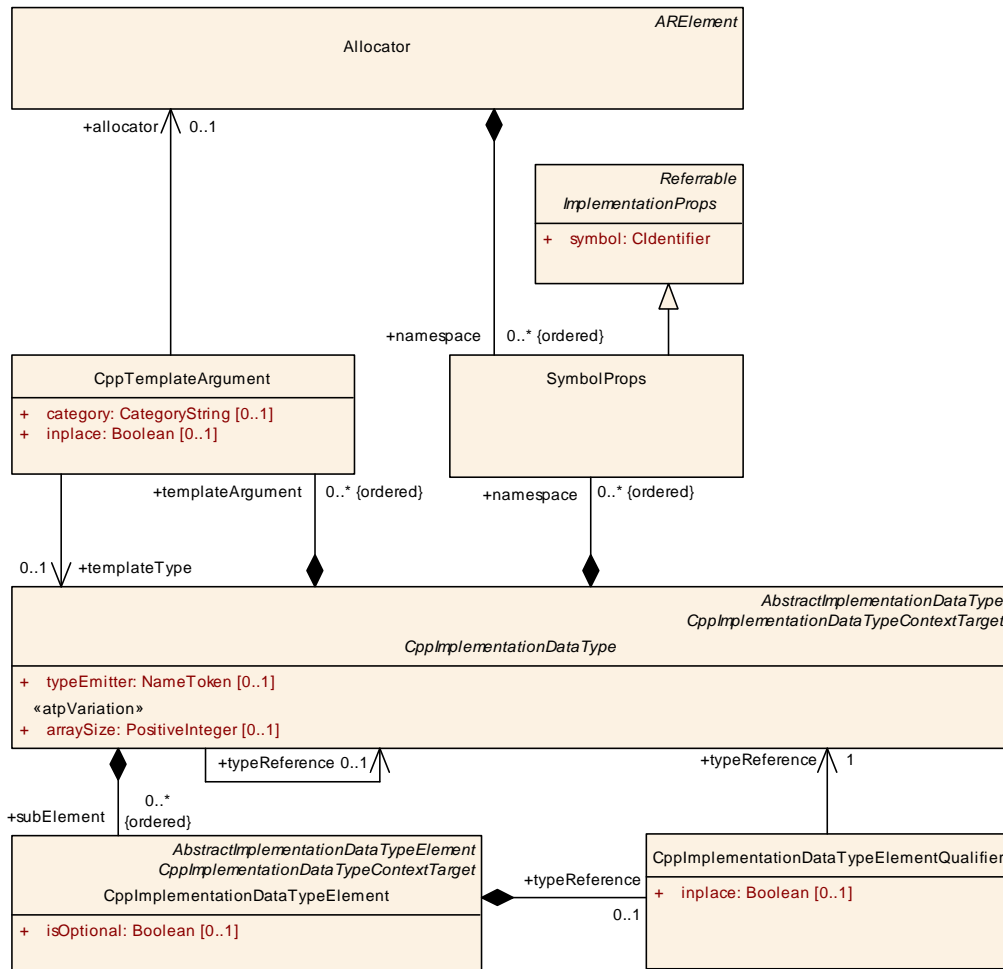 ARElement
Allocator
+allocator 0..1
Referrable
ImplementationProps
+ symbol: CIdentifier
+namespace 0..* {ordered}
CppTemplateArgument
+ category: CategoryString [0..1]
+ inplace: Boolean [0..1]
SymbolProps
+templateArgument 0..* {ordered}
+namespace 0..* {ordered}
0..1 +templateType
AbstractImplementationDataType
CppImplementationDataTypeContextTarget
CppImplementationDataType
+ typeEmitter: NameToken [0..1]
«atpVariation»
+ arraySize: PositiveInteger [0..1]
+typeReference 0..1
+typeReference 1
+subElement 0..*
{ordered}
AbstractImplementationDataTypeElement
CppImplementationDataTypeContextTarget
CppImplementationDataTypeElement
+ isOptional: Boolean [0..1]
+typeReference
0..1
CppImplementationDataTypeElementQualifier
+ inplace: Boolean [0..1]